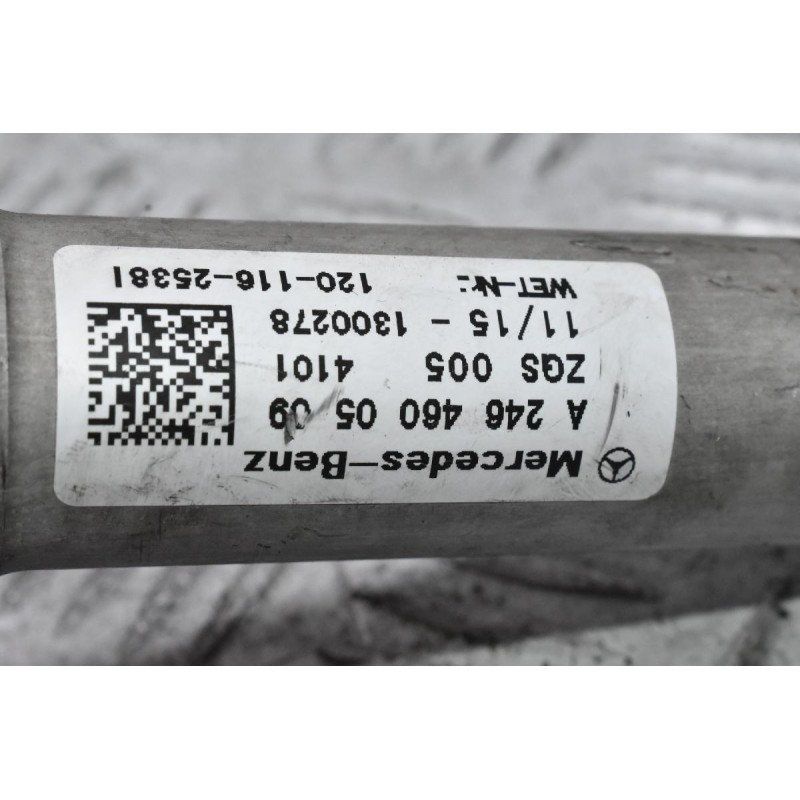 Mercedes-Benz
A 246 460 05 09
ZGS 005 4101
11/15 - 1300278
WET-Nr.: 120-116-25381